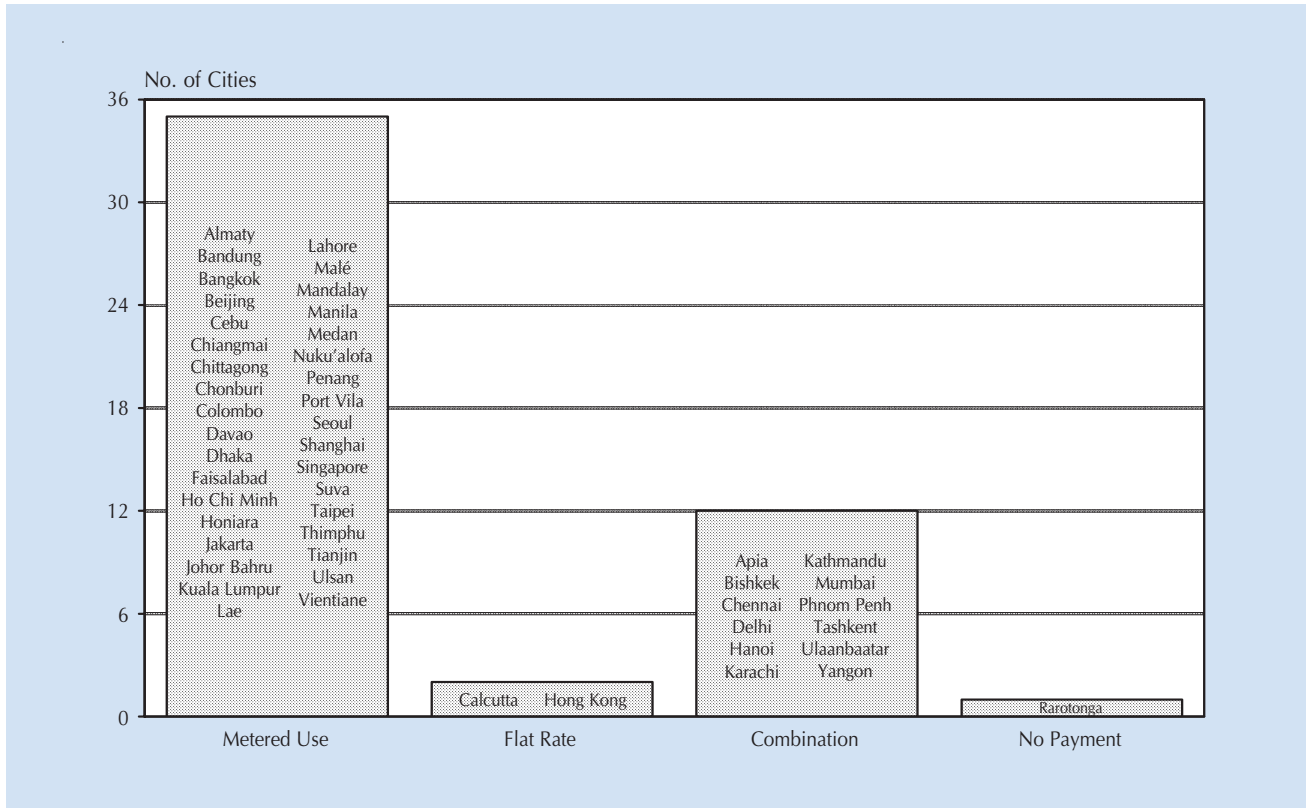 No. of Cities
36
30
24
18
12
6
0
Almaty
Bandung
Bangkok
Beijing
Cebu
Chiangmai
Chittagong
Chonburi
Colombo
Davao
Dhaka
Faisalabad
Ho Chi Minh
Honiara
Jakarta
Johor Bahru
Kuala Lumpur
Lae
Lahore
Malé
Mandalay
Manila
Medan
Nuku’alofa
Penang
Port Vila
Seoul
Shanghai
Singapore
Suva
Taipei
Thimphu
Tianjin
Ulsan
Vientiane
Calcutta Hong Kong
Apia
Bishkek
Chennai
Delhi
Hanoi
Karachi
Kathmandu
Mumbai
Phnom Penh
Tashkent
Ulaanbaatar
Yangon
Rarotonga
Metered Use
Flat Rate
Combination
No Payment